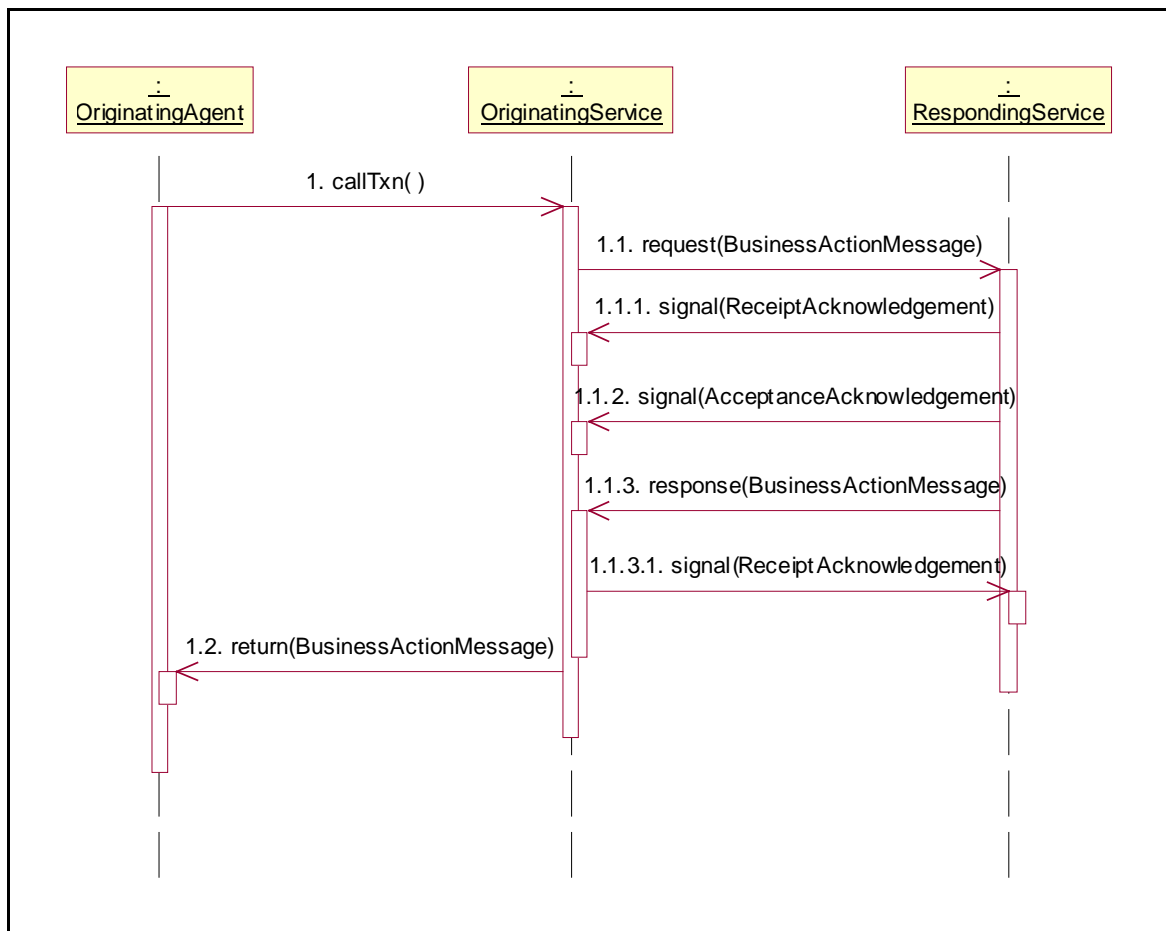 :
OriginatingAgent
:
OriginatingService
:
RespondingService
1. callTxn( )
1.1. request(BusinessActionMessage)
1.1.1. signal(ReceiptAcknowledgement)
1.1.2. signal(AcceptanceAcknowledgement)
1.1.3. response(BusinessActionMessage)
1.1.3.1. signal(ReceiptAcknowledgement)
1.2. return(BusinessActionMessage)